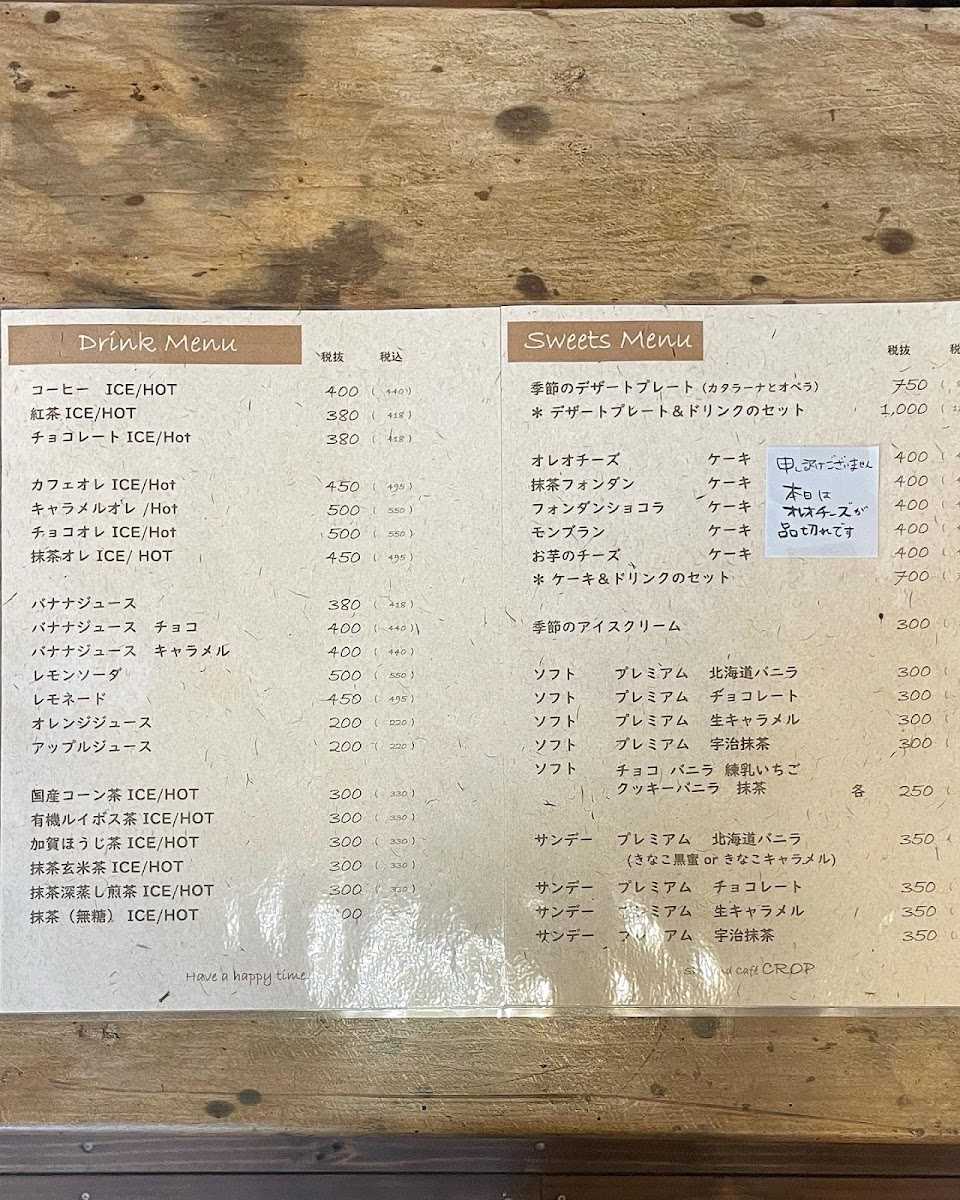 Drink Menu
税抜 税込
コーヒー ICE/HOT 400 ( 440 )
紅茶 ICE/HOT 380 ( 418 )
チョコレート ICE/Hot 380 ( 418 )
カフェオレ ICE/Hot 450 ( 495 )
キャラメルオレ /Hot 500 ( 550 )
チョコオレ ICE/Hot 500 ( 550 )
抹茶オレ ICE/ HOT 450 ( 495 )
バナナジュース 380 ( 418 )
バナナジュース チョコ 400 ( 440 )
バナナジュース キャラメル 400 ( 440 )
レモンソーダ 500 ( 550 )
レモネード 450 ( 495 )
オレンジジュース 200 ( 220 )
アップルジュース 200 ( 220 )
国産コーン茶 ICE/HOT 300 ( 330 )
有機ルイボス茶 ICE/HOT 300 ( 330 )
加賀ほうじ茶 ICE/HOT 300 ( 330 )
抹茶玄米茶 ICE/HOT 300 ( 330 )
抹茶深蒸し煎茶 ICE/HOT 300 ( 330 )
抹茶（無糖） ICE/HOT
Have a happy time
Sweets Menu
税抜
季節のデザートプレート (カタラーナとオペラ) 750
＊ デザートプレート＆ドリンクのセット 1,000
オレオチーズ ケーキ 400
抹茶フォンダン ケーキ 400
フォンダンショコラ ケーキ 400
モンブラン ケーキ 400
お芋のチーズ ケーキ 400
＊ ケーキ＆ドリンクのセット 700
申し訳ございません
本日は
オレオチーズが
品切れです
季節のアイスクリーム 300
ソフト プレミアム 北海道バニラ 300
ソフト プレミアム チョコレート 300
ソフト プレミアム 生キャラメル 300
ソフト プレミアム 宇治抹茶 300
ソフト チョコ バニラ 練乳いちご
クッキーバニラ 抹茶 各 250
サンデー プレミアム 北海道バニラ 350
(きなこ黒蜜 or きなこキャラメル)
サンデー プレミアム チョコレート 350
サンデー プレミアム 生キャラメル 350
サンデー プレミアム 宇治抹茶 350
café CROP